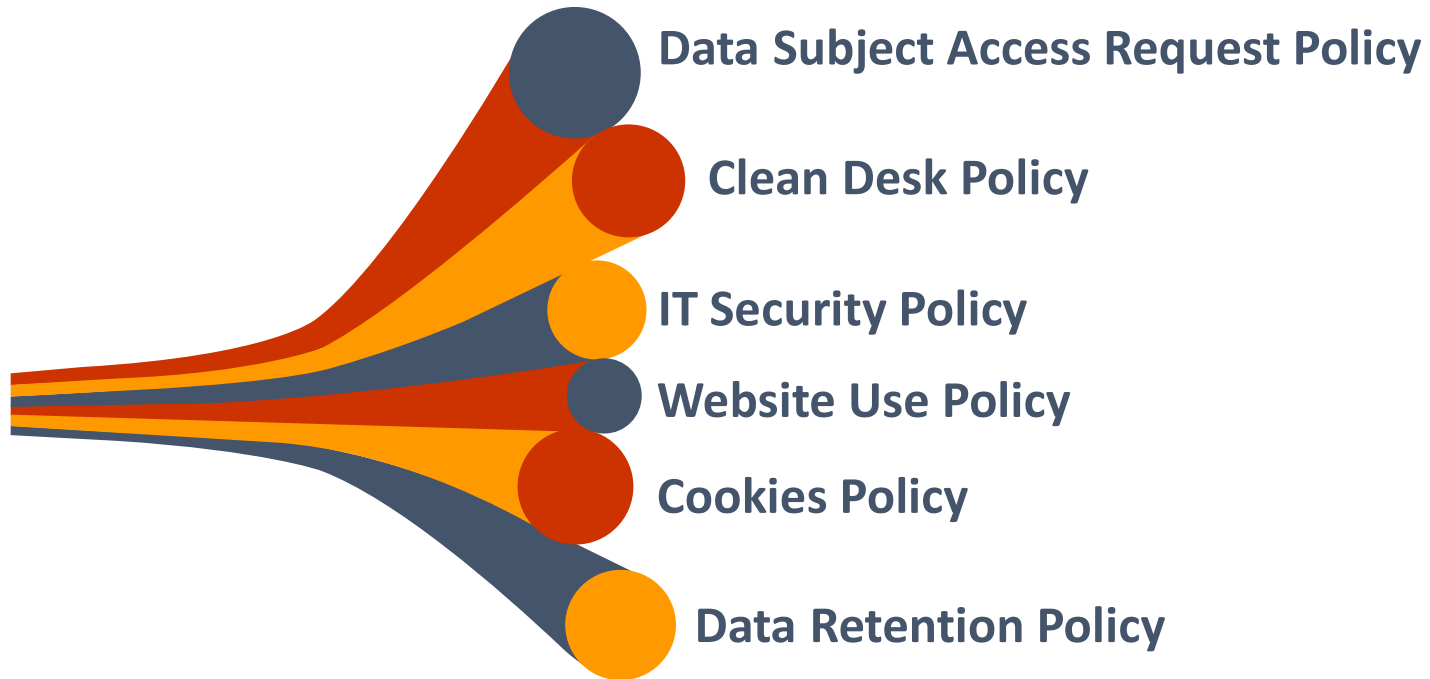 Data Subject Access Request Policy
Clean Desk Policy
IT Security Policy
Website Use Policy
Cookies Policy
Data Retention Policy